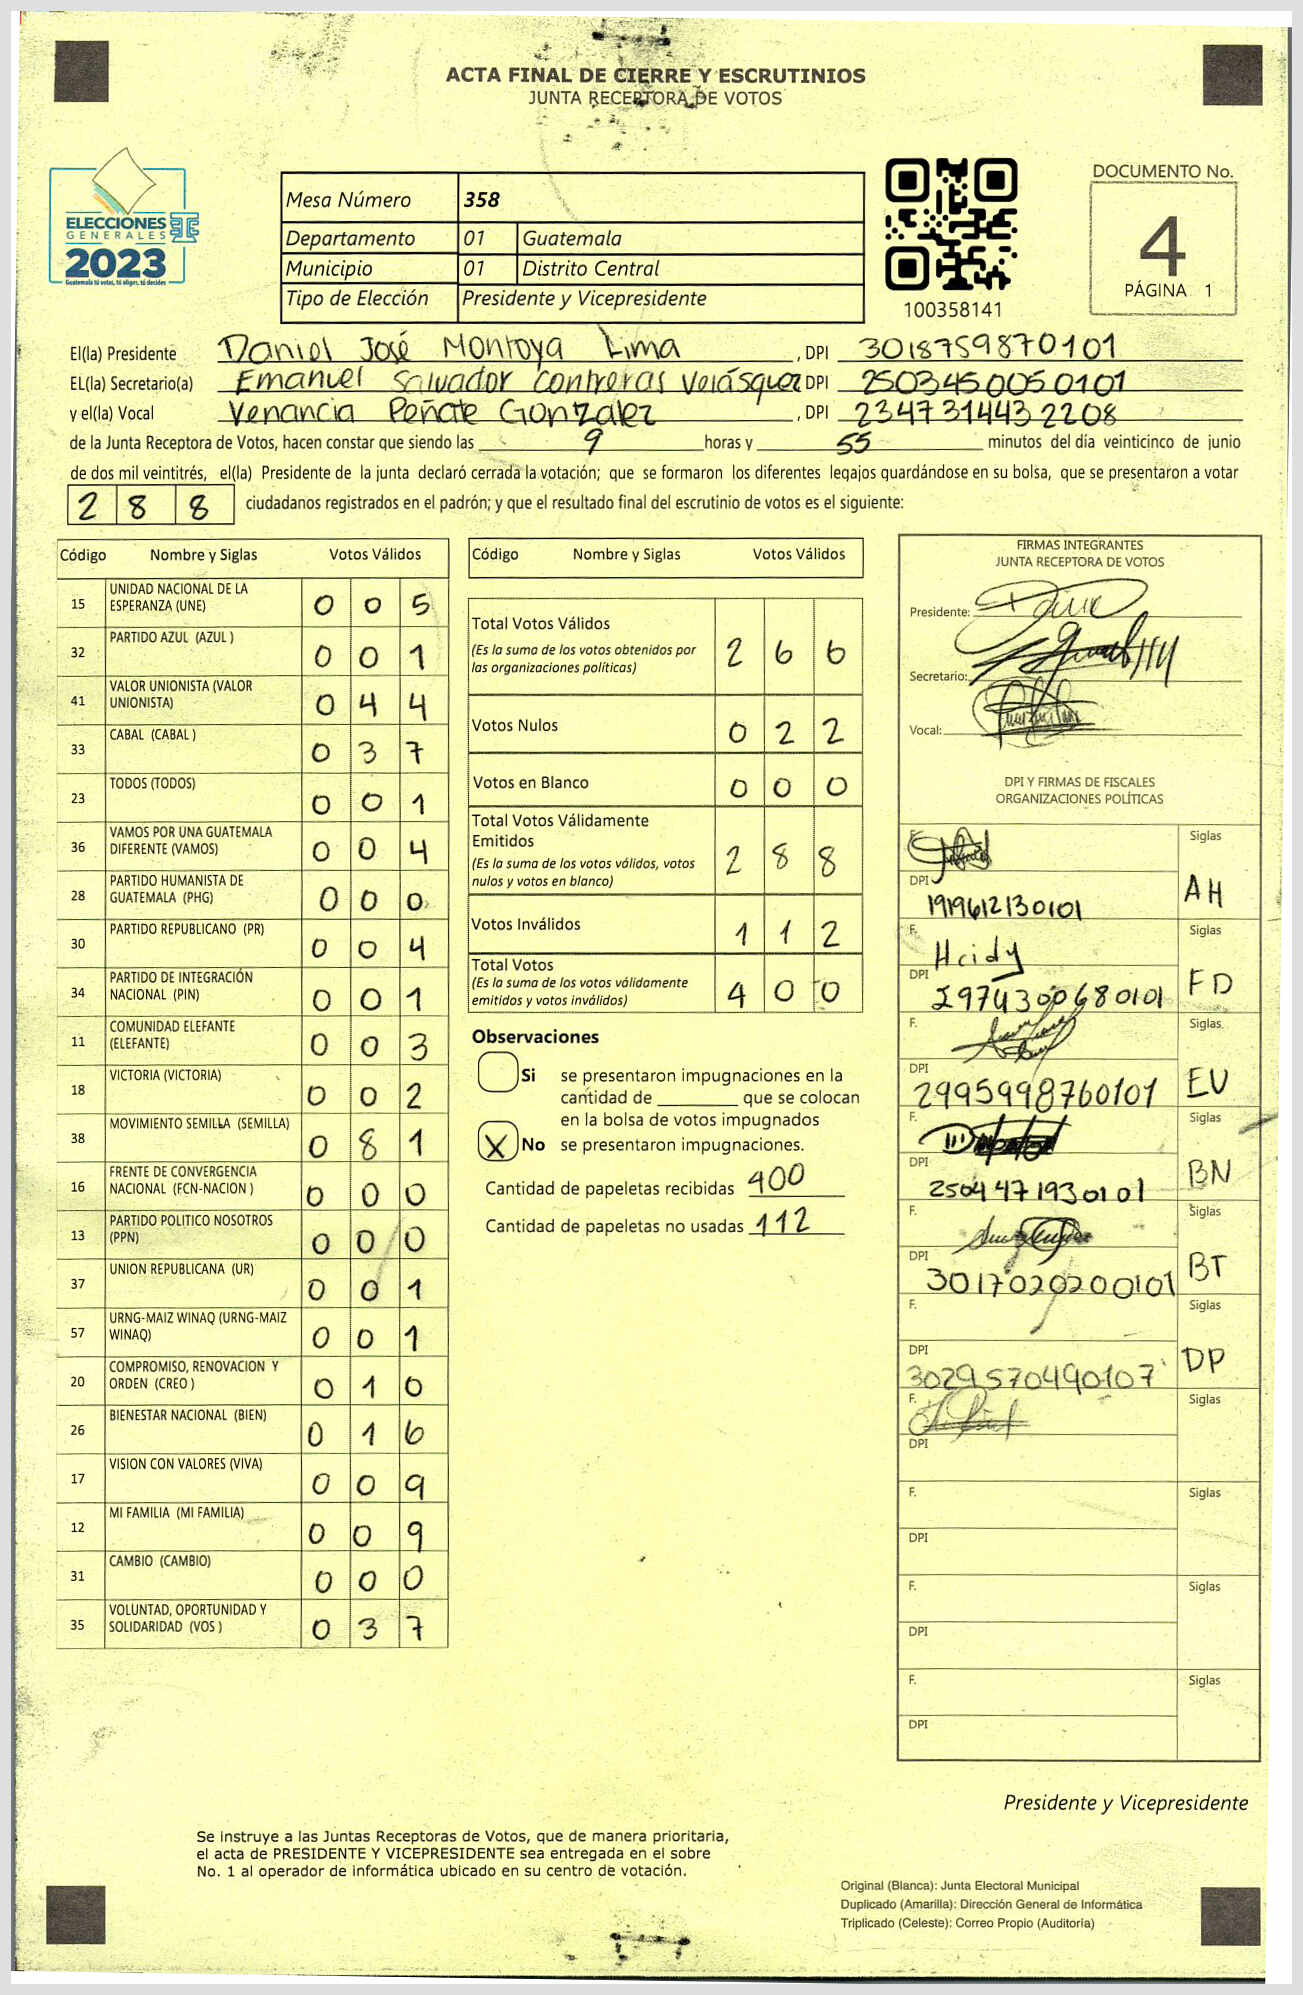 ACTA FINAL DE CIERRE Y ESCRUTINIOS
JUNTA RECEPTORA DE VOTOS
ELECCIONES
GENERALES
2023
Guatemala tú votas, tú eliges, tú decides
Mesa Número 358
Departamento 01 Guatemala
Municipio 01 Distrito Central
Tipo de Elección Presidente y Vicepresidente
100358141
DOCUMENTO No.
4
PÁGINA 1
El(la) Presidente Daniel José Montoya Lima, DPI 3018759870101
EL(la) Secretario(a) Emanuel Salvador Contreras Velásquez DPI 2503450050101
y el(la) Vocal Venancia Peñate Gonzalez, DPI 2347314432208
de la Junta Receptora de Votos, hacen constar que siendo las 9 horas y 55 minutos del día veinticinco de junio
de dos mil veintitrés, el(la) Presidente de la junta declaró cerrada la votación; que se formaron los diferentes legajos guardándose en su bolsa, que se presentaron a votar
288 ciudadanos registrados en el padrón; y que el resultado final del escrutinio de votos es el siguiente:
Código Nombre y Siglas Votos Válidos
15 UNIDAD NACIONAL DE LA ESPERANZA (UNE) 0 0 5
32 PARTIDO AZUL (AZUL ) 0 0 1
41 VALOR UNIONISTA (VALOR UNIONISTA) 0 4 4
33 CABAL (CABAL ) 0 3 7
23 TODOS (TODOS) 0 0 1
36 VAMOS POR UNA GUATEMALA DIFERENTE (VAMOS) 0 0 4
28 PARTIDO HUMANISTA DE GUATEMALA (PHG) 0 0 0
30 PARTIDO REPUBLICANO (PR) 0 0 4
34 PARTIDO DE INTEGRACIÓN NACIONAL (PIN) 0 0 1
11 COMUNIDAD ELEFANTE (ELEFANTE) 0 0 3
18 VICTORIA (VICTORIA) 0 0 2
38 MOVIMIENTO SEMILLA (SEMILLA) 0 8 1
16 FRENTE DE CONVERGENCIA NACIONAL (FCN-NACION ) 0 0 0
13 PARTIDO POLITICO NOSOTROS (PPN) 0 0 0
37 UNION REPUBLICANA (UR) 0 0 1
57 URNG-MAIZ WINAQ (URNG-MAIZ WINAQ) 0 0 1
20 COMPROMISO, RENOVACION Y ORDEN (CREO ) 0 1 0
26 BIENESTAR NACIONAL (BIEN) 0 1 6
17 VISION CON VALORES (VIVA) 0 0 9
12 MI FAMILIA (MI FAMILIA) 0 0 9
31 CAMBIO (CAMBIO) 0 0 0
35 VOLUNTAD, OPORTUNIDAD Y SOLIDARIDAD (VOS ) 0 3 7
Código Nombre y Siglas Votos Válidos
Total Votos Válidos 2 6 6
(Es la suma de los votos obtenidos por
las organizaciones políticas)
Votos Nulos 0 2 2
Votos en Blanco 0 0 0
Total Votos Válidamente
Emitidos 2 8 8
(Es la suma de los votos válidos, votos
nulos y votos en blanco)
Votos Inválidos 1 1 2
Total Votos 4 0 0
(Es la suma de los votos válidamente
emitidos y votos inválidos)
Observaciones
Si se presentaron impugnaciones en la
cantidad de ________ que se colocan
en la bolsa de votos impugnados
X No se presentaron impugnaciones.
Cantidad de papeletas recibidas 400
Cantidad de papeletas no usadas 112
FIRMAS INTEGRANTES
JUNTA RECEPTORA DE VOTOS
Presidente:
Secretario:
Vocal:
DPI Y FIRMAS DE FISCALES
ORGANIZACIONES POLÍTICAS
F. Siglas
DPI 1919612130101 AH
F. Heidy Siglas
DPI 2974300680101 FD
F. Siglas
DPI 2995998760101 EU
F. Siglas
DPI 2504471930101 BN
F. Siglas
DPI 3017020200101 BT
F. Siglas
DPI 3029570490107 DP
F. Siglas
DPI
F. Siglas
DPI
F. Siglas
DPI
F. Siglas
DPI
Presidente y Vicepresidente
Se instruye a las Juntas Receptoras de Votos, que de manera prioritaria,
el acta de PRESIDENTE Y VICEPRESIDENTE sea entregada en el sobre
No. 1 al operador de informática ubicado en su centro de votación.
Original (Blanca): Junta Electoral Municipal
Duplicado (Amarilla): Dirección General de Informática
Triplicado (Celeste): Correo Propio (Auditoría)